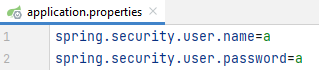 application.properties
1 spring.security.user.name=a
2 spring.security.user.password=a